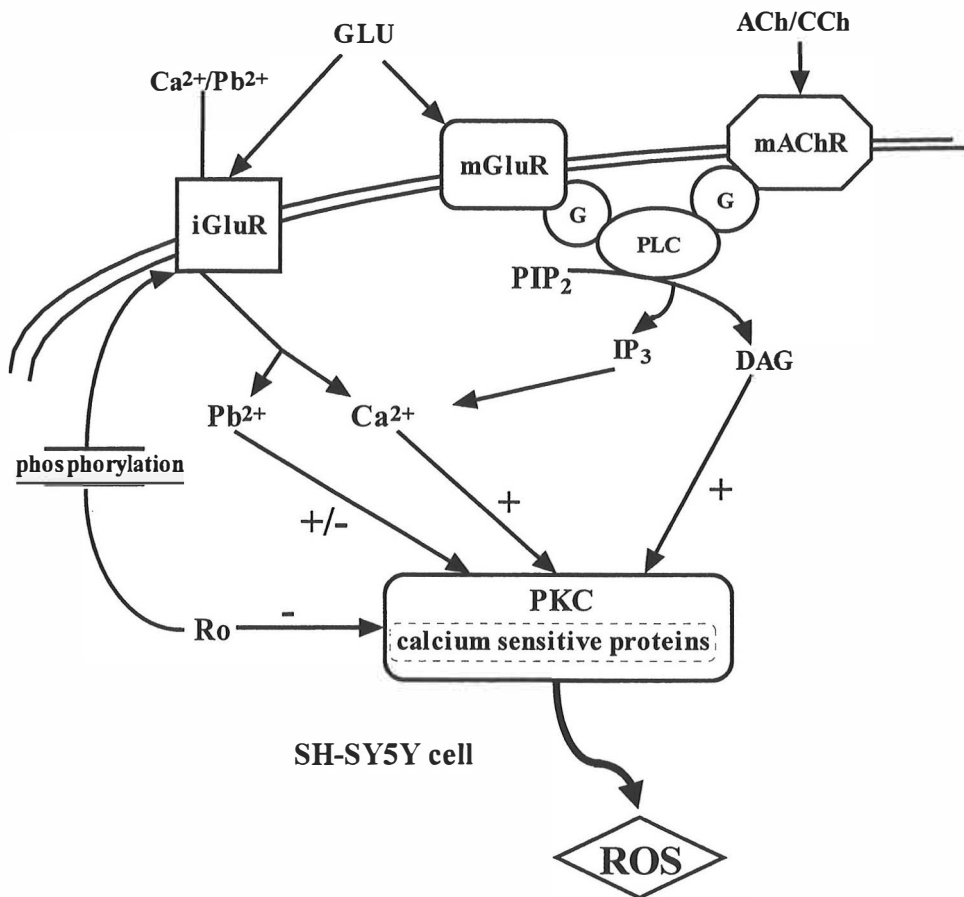 GLU
ACh/CCh
Ca²⁺/Pb²⁺
mGluR
mAChR
iGluR
G
G
PLC
PIP₂
IP₃
DAG
Pb²⁺
Ca²⁺
phosphorylation
+/-
+
+
PKC
Ro
-
calcium sensitive proteins
SH-SY5Y cell
ROS